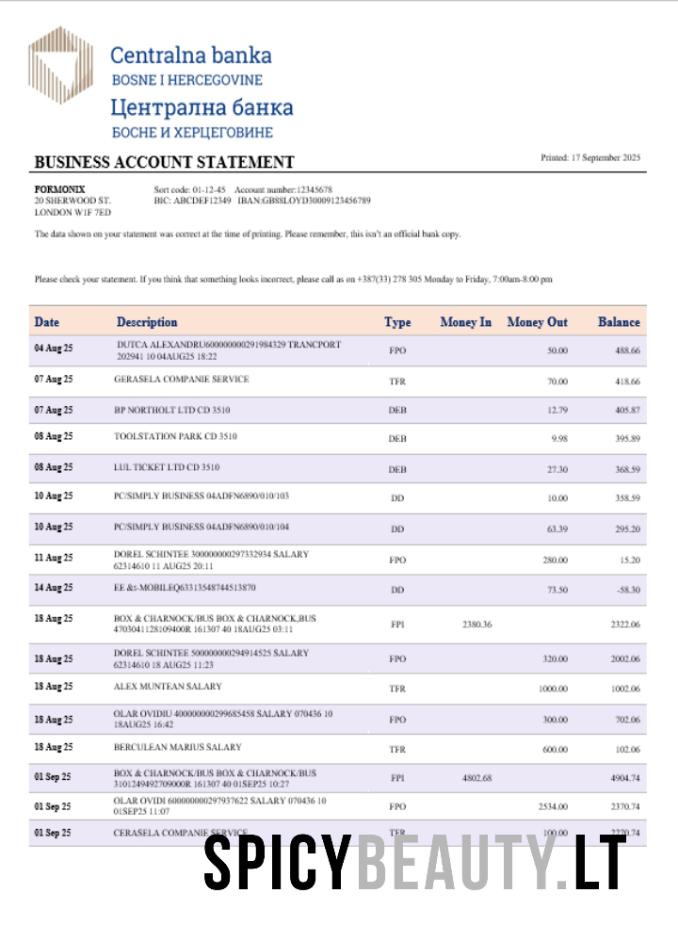 Centralna banka
BOSNE I HERCEGOVINE
Централна банка
БОСНЕ И ХЕРЦЕГОВИНЕ
BUSINESS ACCOUNT STATEMENT Printed: 17 September 2025
FORMONIX Sort code: 01-12-45 Account number:12345678
20 SHERWOOD ST. BIC: ABCDEF12349 IBAN:GB88LOYD30009123456789
LONDON W1F 7ED
The data shown on your statement was correct at the time of printing. Please remember, this isn't an official bank copy.
Please check your statement. If you think that something looks incorrect, please call as on +387(33) 278 305 Monday to Friday, 7:00am-8:00 pm
Date Description Type Money In Money Out Balance
04 Aug 25 DUTCA ALEXANDRU600000000291984329 TRANCPORT FPO 50.00 488.66
202941 10 04AUG25 18:22
07 Aug 25 GERASELA COMPANIE SERVICE TFR 70.00 418.66
07 Aug 25 BP NORTHOLT LTD CD 3510 DEB 12.79 405.87
08 Aug 25 TOOLSTATION PARK CD 3510 DEB 9.98 395.89
08 Aug 25 LUL TICKET LTD CD 3510 DEB 27.30 368.59
10 Aug 25 PC/SIMPLY BUSINESS 04ADFN6890/010/103 DD 10.00 358.59
10 Aug 25 PC/SIMPLY BUSINESS 04ADFN6890/010/104 DD 63.39 295.20
11 Aug 25 DOREL SCHINTEE 300000000297332934 SALARY FPO 280.00 15.20
62314610 11 AUG25 20:11
14 Aug 25 EE &t-MOBILEQ63313548744513870 DD 73.50 -58.30
18 Aug 25 BOX & CHARNOCK/BUS BOX & CHARNOCK,BUS FPI 2380.36 2322.06
4703041128109400R 161307 40 18AUG25 03:11
18 Aug 25 DOREL SCHINTEE 500000000294914525 SALARY FPO 320.00 2002.06
62314610 18 AUG25 11:23
18 Aug 25 ALEX MUNTEAN SALARY TFR 1000.00 1002.06
18 Aug 25 OLAR OVIDIU 400000000299685458 SALARY 070436 10 FPO 300.00 702.06
18AUG25 16:42
18 Aug 25 BERCULEAN MARIUS SALARY TFR 600.00 102.06
01 Sep 25 BOX & CHARNOCK/BUS BOX & CHARNOCK/BUS FPI 4802.68 4904.74
3101249492709000R 161307 40 01SEP25 10:27
01 Sep 25 OLAR OVIDI 600000000297937622 SALARY 070436 10 FPO 2534.00 2370.74
01SEP25 11:07
01 Sep 25 CERASELA COMPANIE SERVICE TFR 100.00 2270.74
SPICYBEAUTY.LT